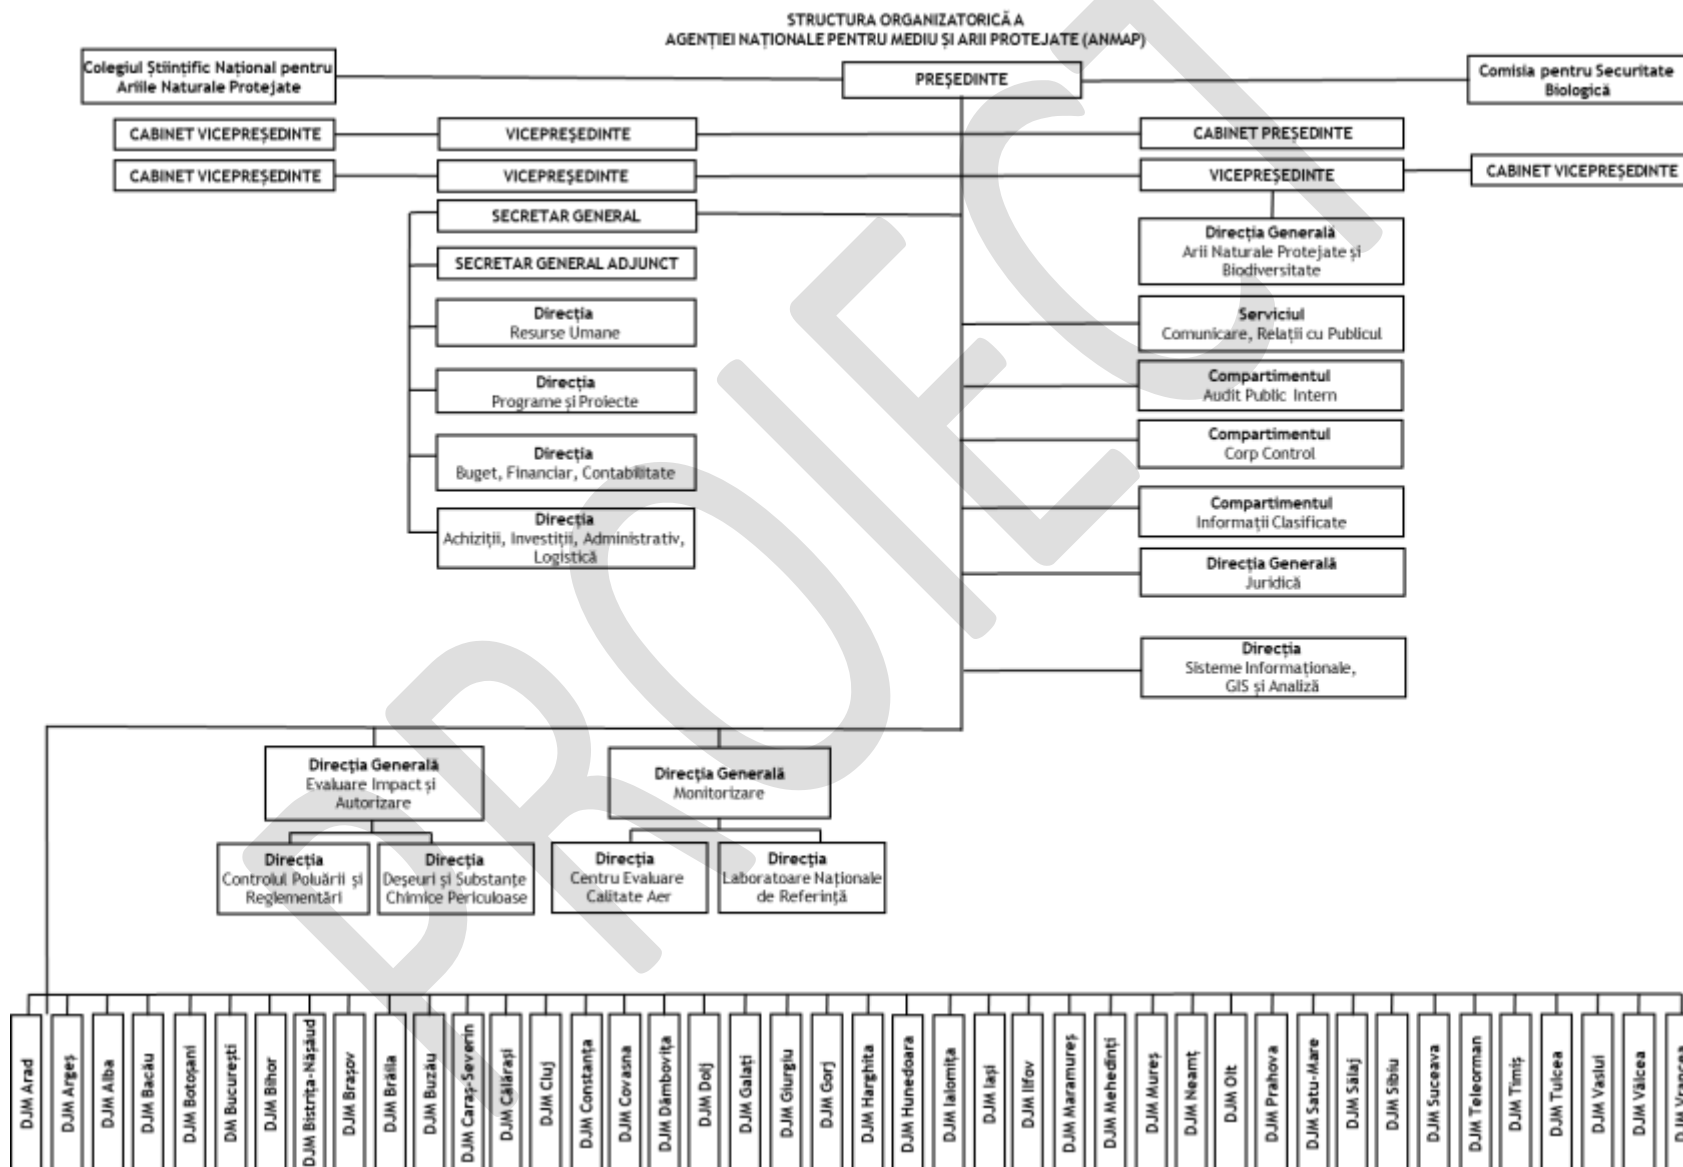 STRUCTURA ORGANIZATORICĂ A
AGENȚIEI NAȚIONALE PENTRU MEDIU ȘI ARII PROTEJATE (ANMAP)
Colegiul Științific Național pentru
Ariile Naturale Protejate
PREȘEDINTE
Comisia pentru Securitate
Biologică
CABINET VICEPREȘEDINTE
VICEPREȘEDINTE
CABINET PREȘEDINTE
CABINET VICEPREȘEDINTE
VICEPREȘEDINTE
VICEPREȘEDINTE
CABINET VICEPREȘEDINTE
SECRETAR GENERAL
SECRETAR GENERAL ADJUNCT
Direcția
Resurse Umane
Direcția
Programe și Proiecte
Direcția
Buget, Financiar, Contabilitate
Direcția
Achiziții, Investiții, Administrativ,
Logistică
Direcția Generală
Arii Naturale Protejate și
Biodiversitate
Serviciul
Comunicare, Relații cu Publicul
Compartimentul
Audit Public Intern
Compartimentul
Corp Control
Compartimentul
Informații Clasificate
Direcția Generală
Juridică
Direcția
Sisteme Informaționale,
GIS și Analiză
Direcția Generală
Evaluare Impact și
Autorizare
Direcția Generală
Monitorizare
Direcția
Controlul Poluării și
Reglementări
Direcția
Deșeuri și Substanțe
Chimice Periculoase
Direcția
Centru Evaluare
Calitate Aer
Direcția
Laboratoare Naționale
de Referință
DJM Arad
DJM Argeș
DJM Alba
DJM Bacău
DJM Botoșani
DM București
DJM Bihor
DJM Bistrița-Năsăud
DJM Brașov
DJM Brăila
DJM Buzău
DJM Caraș-Severin
DJM Călărași
DJM Cluj
DJM Constanța
DJM Covasna
DJM Dâmbovița
DJM Dolj
DJM Galați
DJM Giurgiu
DJM Gorj
DJM Harghita
DJM Hunedoara
DJM Ialomița
DJM Iași
DJM Ilfov
DJM Maramureș
DJM Mehedinți
DJM Mureș
DJM Neamț
DJM Olt
DJM Prahova
DJM Satu-Mare
DJM Sălaj
DJM Sibiu
DJM Suceava
DJM Teleorman
DJM Timiș
DJM Tulcea
DJM Vaslui
DJM Vâlcea
DJM Vrancea
PROIECT